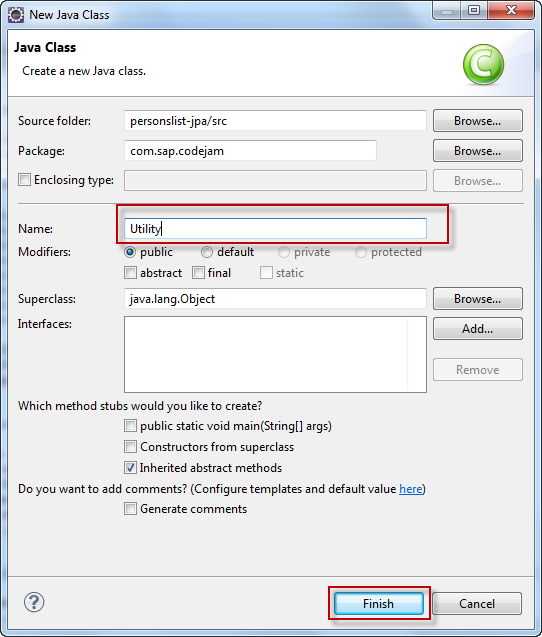 New Java Class
Java Class
Create a new Java class.
Source folder: personslist-jpa/src Browse...
Package: com.sap.codejam Browse...
Enclosing type: Browse...
Name: Utility
Modifiers: public default private protected
abstract final static
Superclass: java.lang.Object Browse...
Interfaces: Add...
Remove
Which method stubs would you like to create?
public static void main(String[] args)
Constructors from superclass
Inherited abstract methods
Do you want to add comments? (Configure templates and default value here)
Generate comments
? Finish Cancel